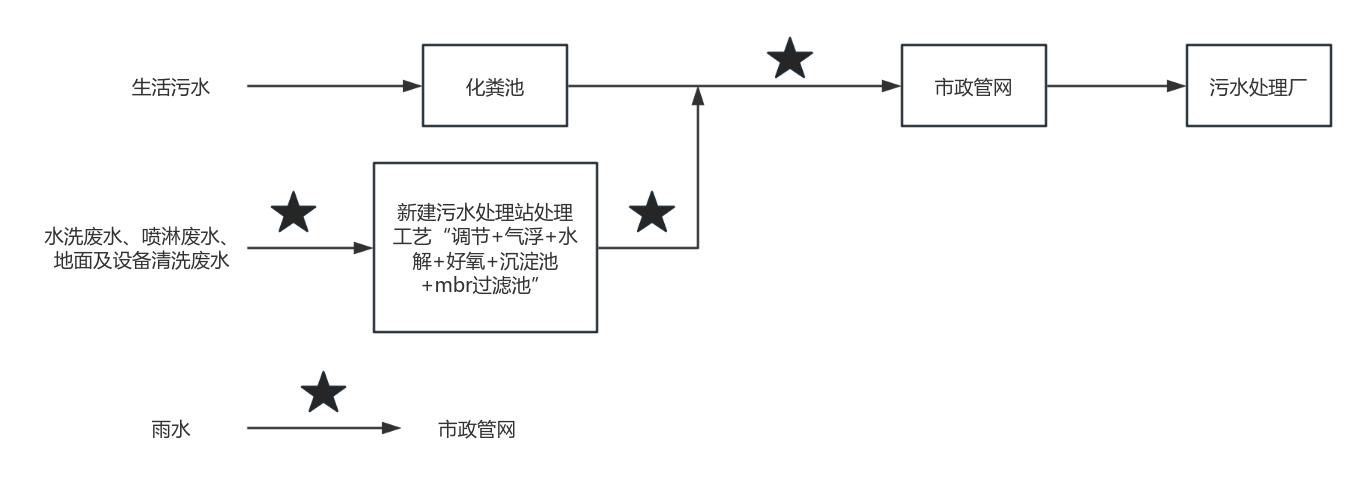 生活污水
化粪池
市政管网
污水处理厂
水洗废水、喷淋废水、
地面及设备清洗废水
新建污水处理站处理
工艺“调节+气浮+水
解+好氧+沉淀池
+mbr过滤池”
雨水
市政管网